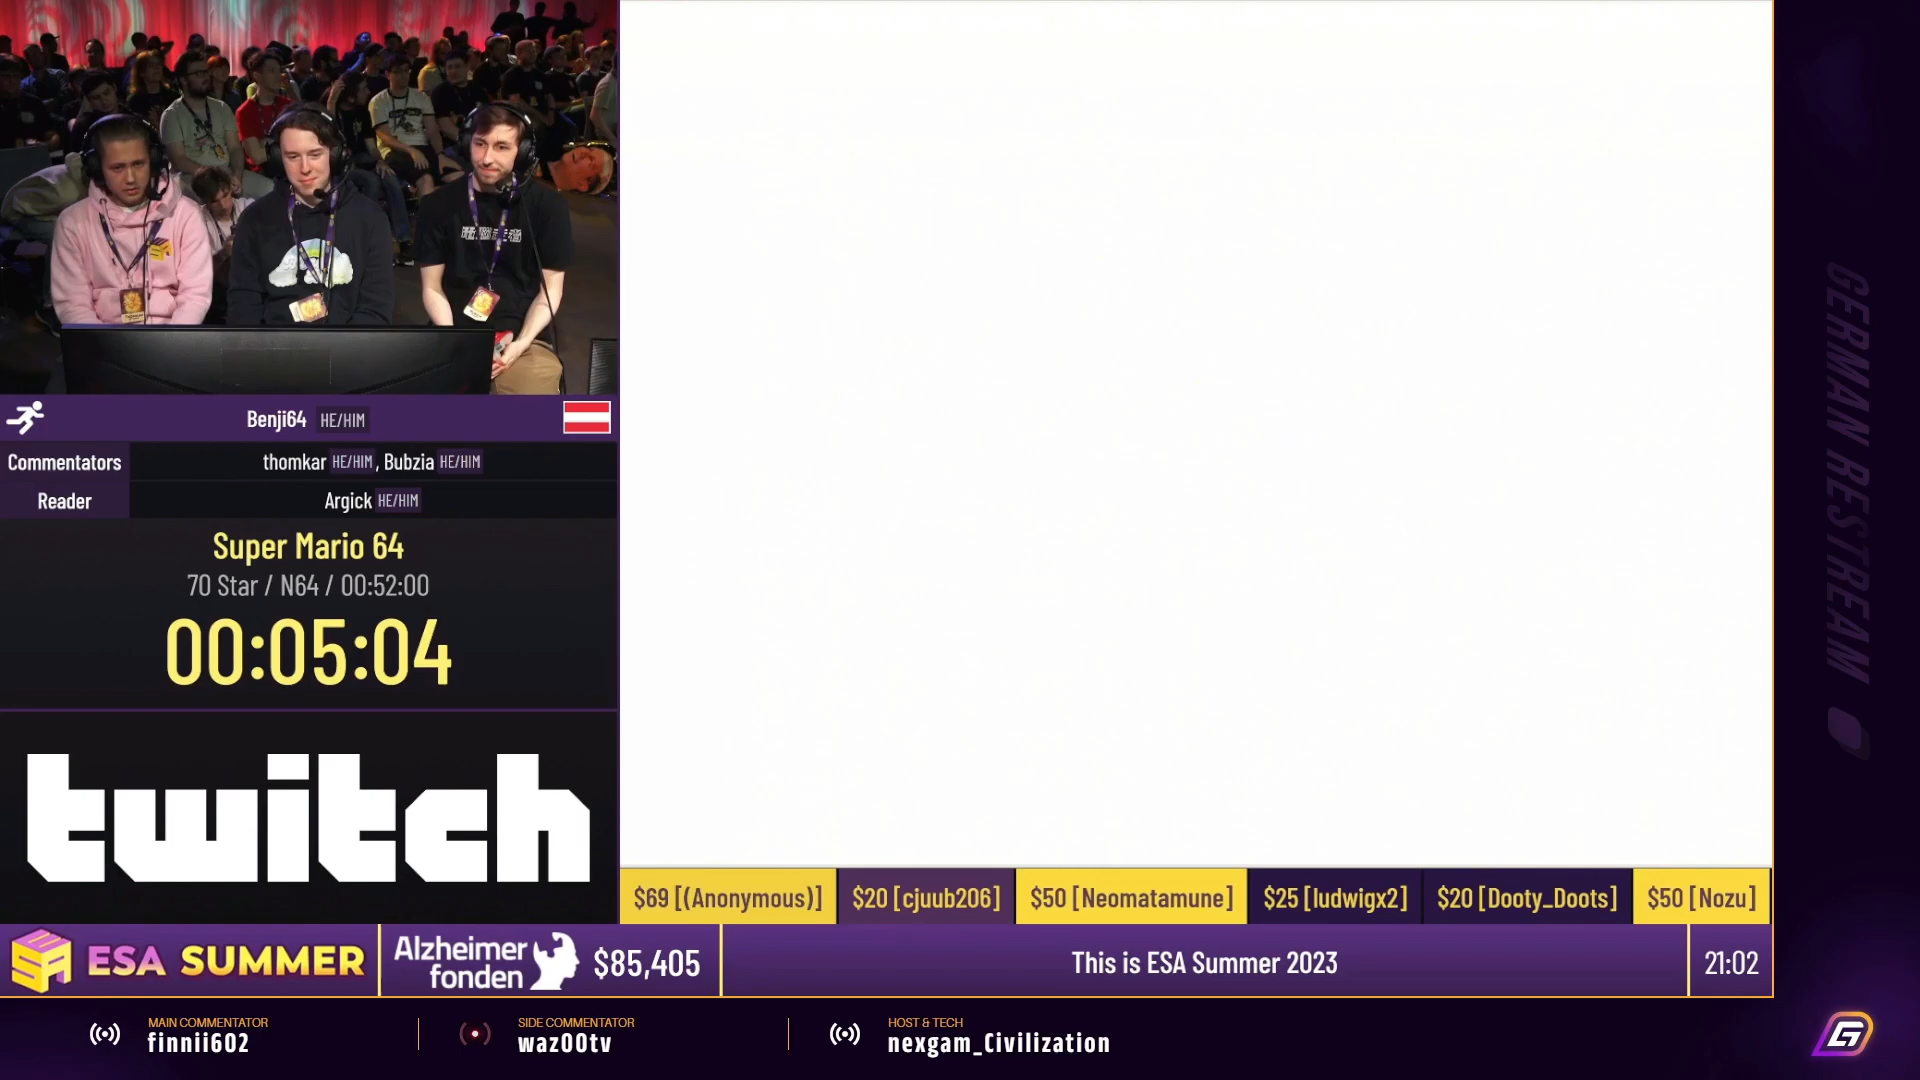 Benji64 HE/HIM
Commentators thomkar HE/HIM, Bubzia HE/HIM
Reader Argick HE/HIM
Super Mario 64
70 Star / N64 / 00:52:00
00:05:04
twitch
$69 [(Anonymous)] $20 [cjuub206] $50 [Neomatamune] $25 [ludwigx2] $20 [Dooty_Doots] $50 [Nozu]
ESA SUMMER
Alzheimer
fonden
$85,405
This is ESA Summer 2023
21:02
MAIN COMMENTATOR
finnii602
SIDE COMMENTATOR
waz00tv
HOST & TECH
nexgam_Civilization
GERMAN RESTREAM